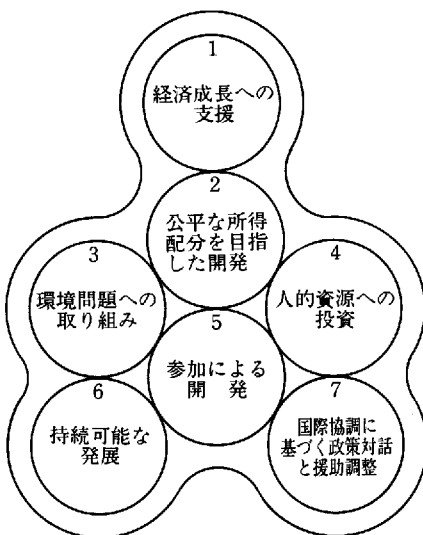 1
経済成長への
支援
2
公平な所得
配分を目指
した開発
3
環境問題への
取り組み
4
人的資源への
投資
5
参加による
開 発
6
持続可能な
発展
7
国際協調に
基づく政策対話
と援助調整